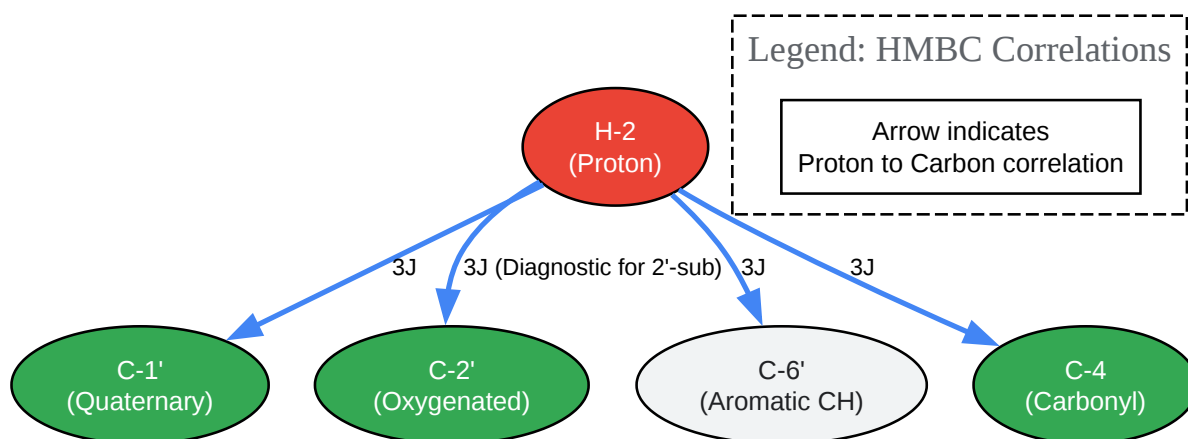 Legend: HMBC Correlations
Arrow indicates
Proton to Carbon correlation
H-2
(Proton)
3J
3J (Diagnostic for 2'-sub)
3J
3J
C-1'
(Quaternary)
C-2'
(Oxygenated)
C-6'
(Aromatic CH)
C-4
(Carbonyl)